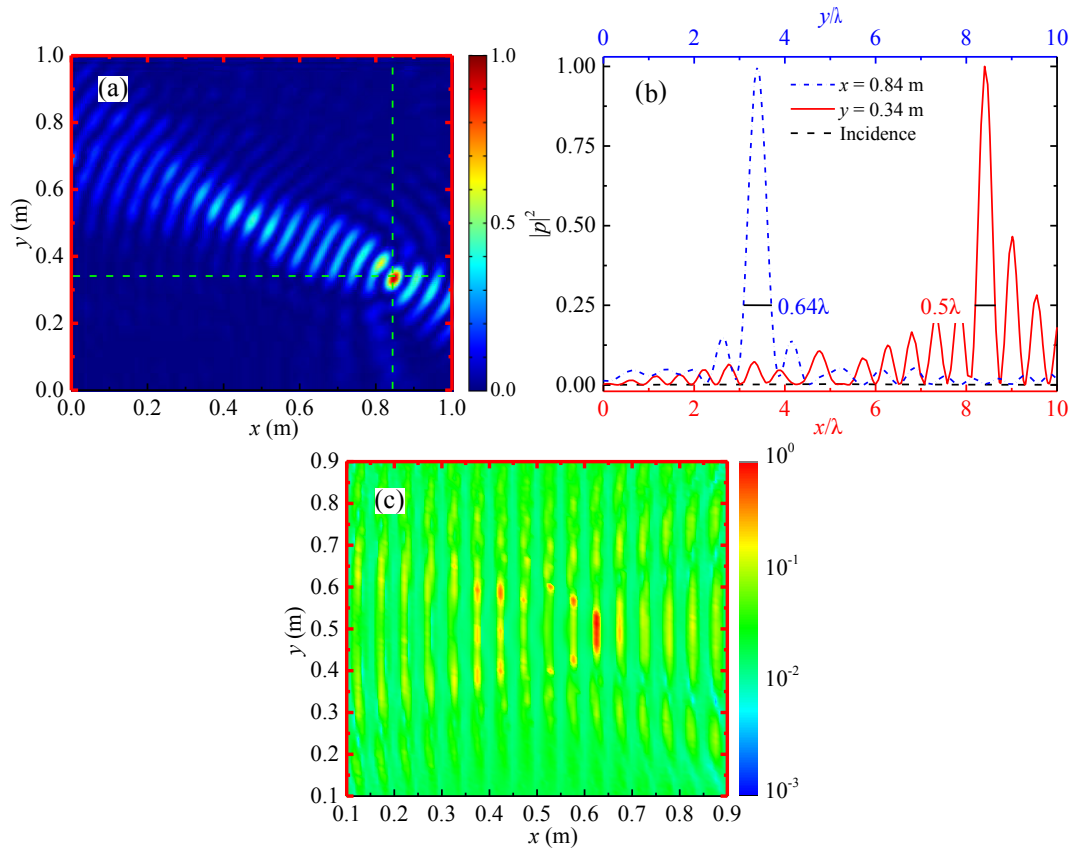 (a)
1.0
0.8
0.6
0.4
0.2
0.0
y (m)
0.0 0.2 0.4 0.6 0.8 1.0
x (m)
1.0
0.5
0.0
y/λ
0 2 4 6 8 10
(b)
x = 0.84 m
y = 0.34 m
Incidence
1.00
0.75
0.50
0.25
0.00
|p|²
0.64λ
0.5λ
0 2 4 6 8 10
x/λ
(c)
0.9
0.8
0.7
0.6
0.5
0.4
0.3
0.2
0.1
y (m)
0.1 0.2 0.3 0.4 0.5 0.6 0.7 0.8 0.9
x (m)
10⁰
10⁻¹
10⁻²
10⁻³